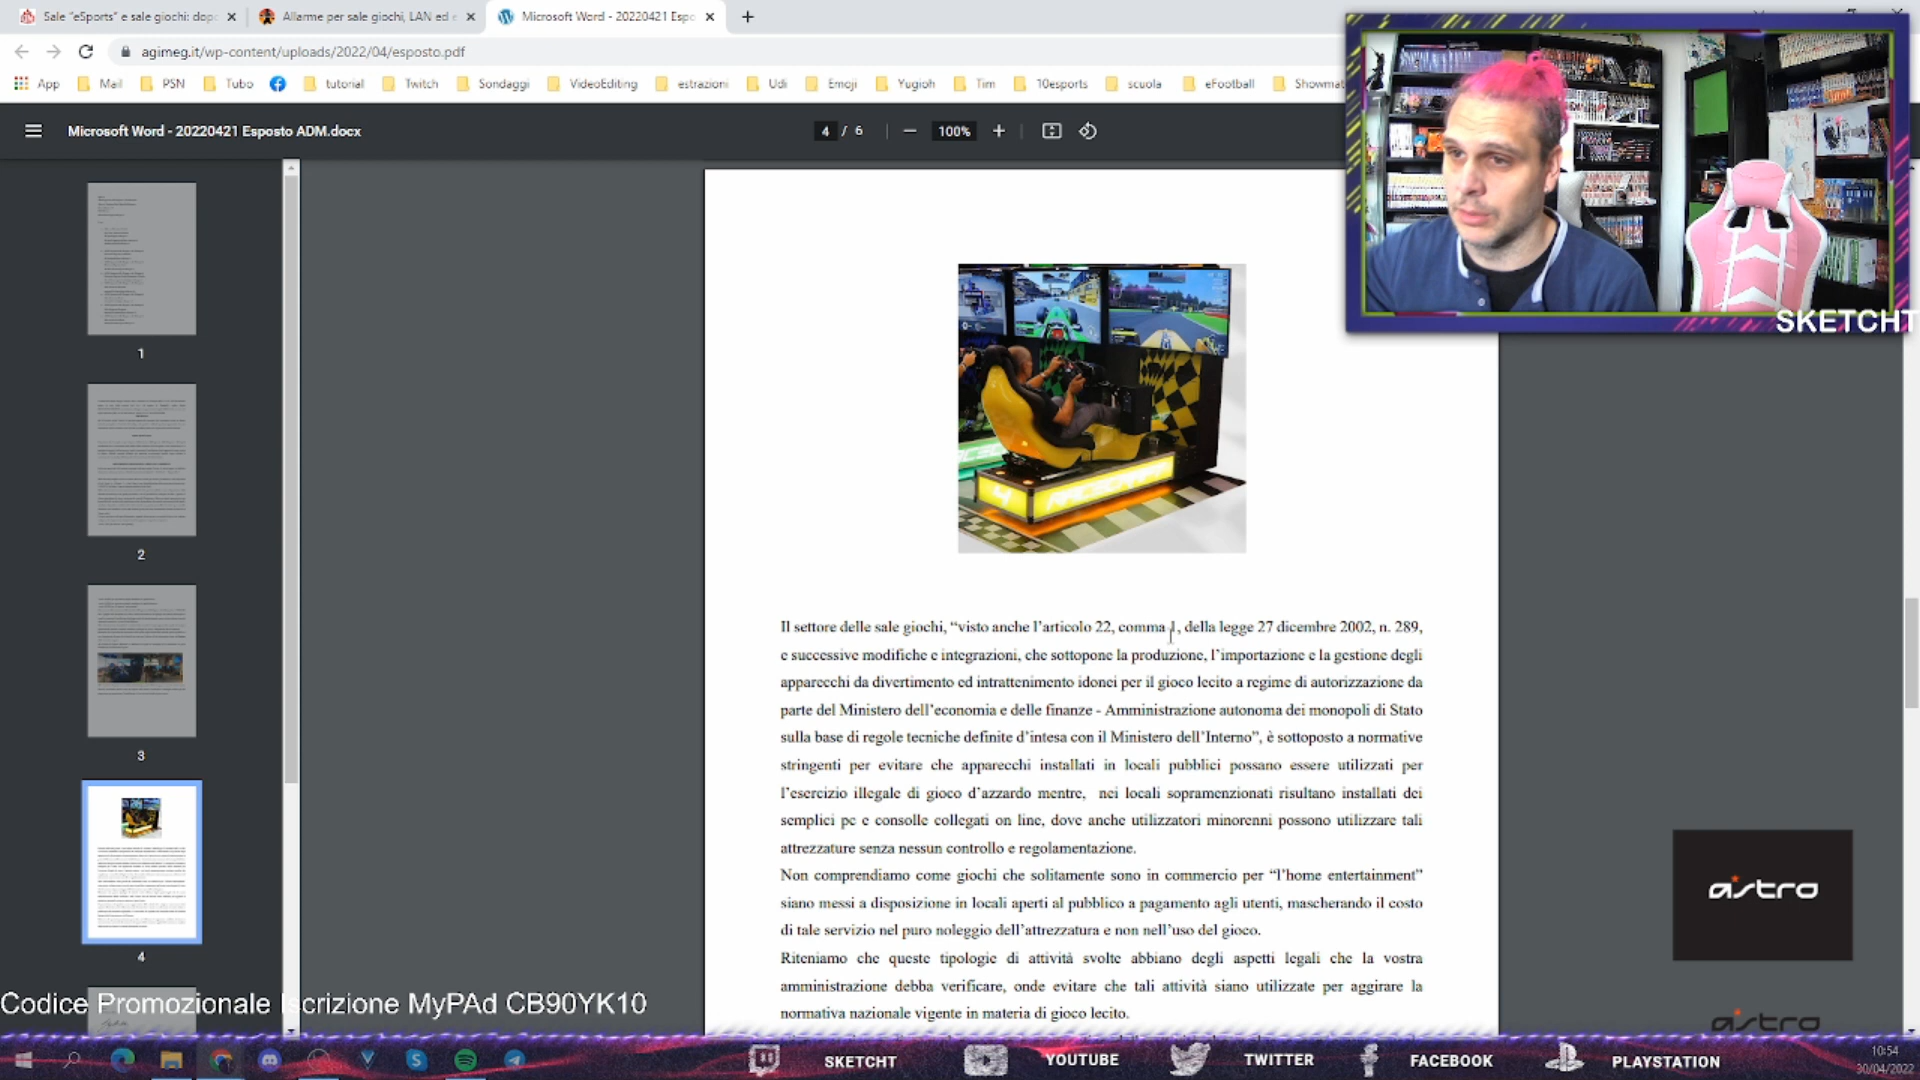 Sale "eSports" e sale giochi: dopo
Allarme per sale giochi, LAN ed e
Microsoft Word - 20220421 Espo
agimeg.it/wp-content/uploads/2022/04/esposto.pdf
App Mail PSN Tubo tutorial Twitch Sondaggi VideoEditing estrazioni Udi Emoji Yugioh Tim 10esports scuola eFootball Showmat
Microsoft Word - 20220421 Esposto ADM.docx
4 / 6
100%
SKETCHT
1
2
3
4
Il settore delle sale giochi, “visto anche l’articolo 22, comma 1, della legge 27 dicembre 2002, n. 289,
e successive modifiche e integrazioni, che sottopone la produzione, l’importazione e la gestione degli
apparecchi da divertimento ed intrattenimento idonei per il gioco lecito a regime di autorizzazione da
parte del Ministero dell’economia e delle finanze - Amministrazione autonoma dei monopoli di Stato
sulla base di regole tecniche definite d’intesa con il Ministero dell’Interno”, è sottoposto a normative
stringenti per evitare che apparecchi installati in locali pubblici possano essere utilizzati per
l’esercizio illegale di gioco d’azzardo mentre, nei locali sopramenzionati risultano installati dei
semplici pc e consolle collegati on line, dove anche utilizzatori minorenni possono utilizzare tali
attrezzature senza nessun controllo e regolamentazione.
Non comprendiamo come giochi che solitamente sono in commercio per “l’home entertainment”
siano messi a disposizione in locali aperti al pubblico a pagamento agli utenti, mascherando il costo
di tale servizio nel puro noleggio dell’attrezzatura e non nell’uso del gioco.
Riteniamo che queste tipologie di attività svolte abbiano degli aspetti legali che la vostra
amministrazione debba verificare, onde evitare che tali attività siano utilizzate per aggirare la
normativa nazionale vigente in materia di gioco lecito.
astro
astro
Codice Promozionale Iscrizione MyPAd CB90YK10
SKETCHT YOUTUBE TWITTER FACEBOOK PLAYSTATION
10:54
30/04/2022